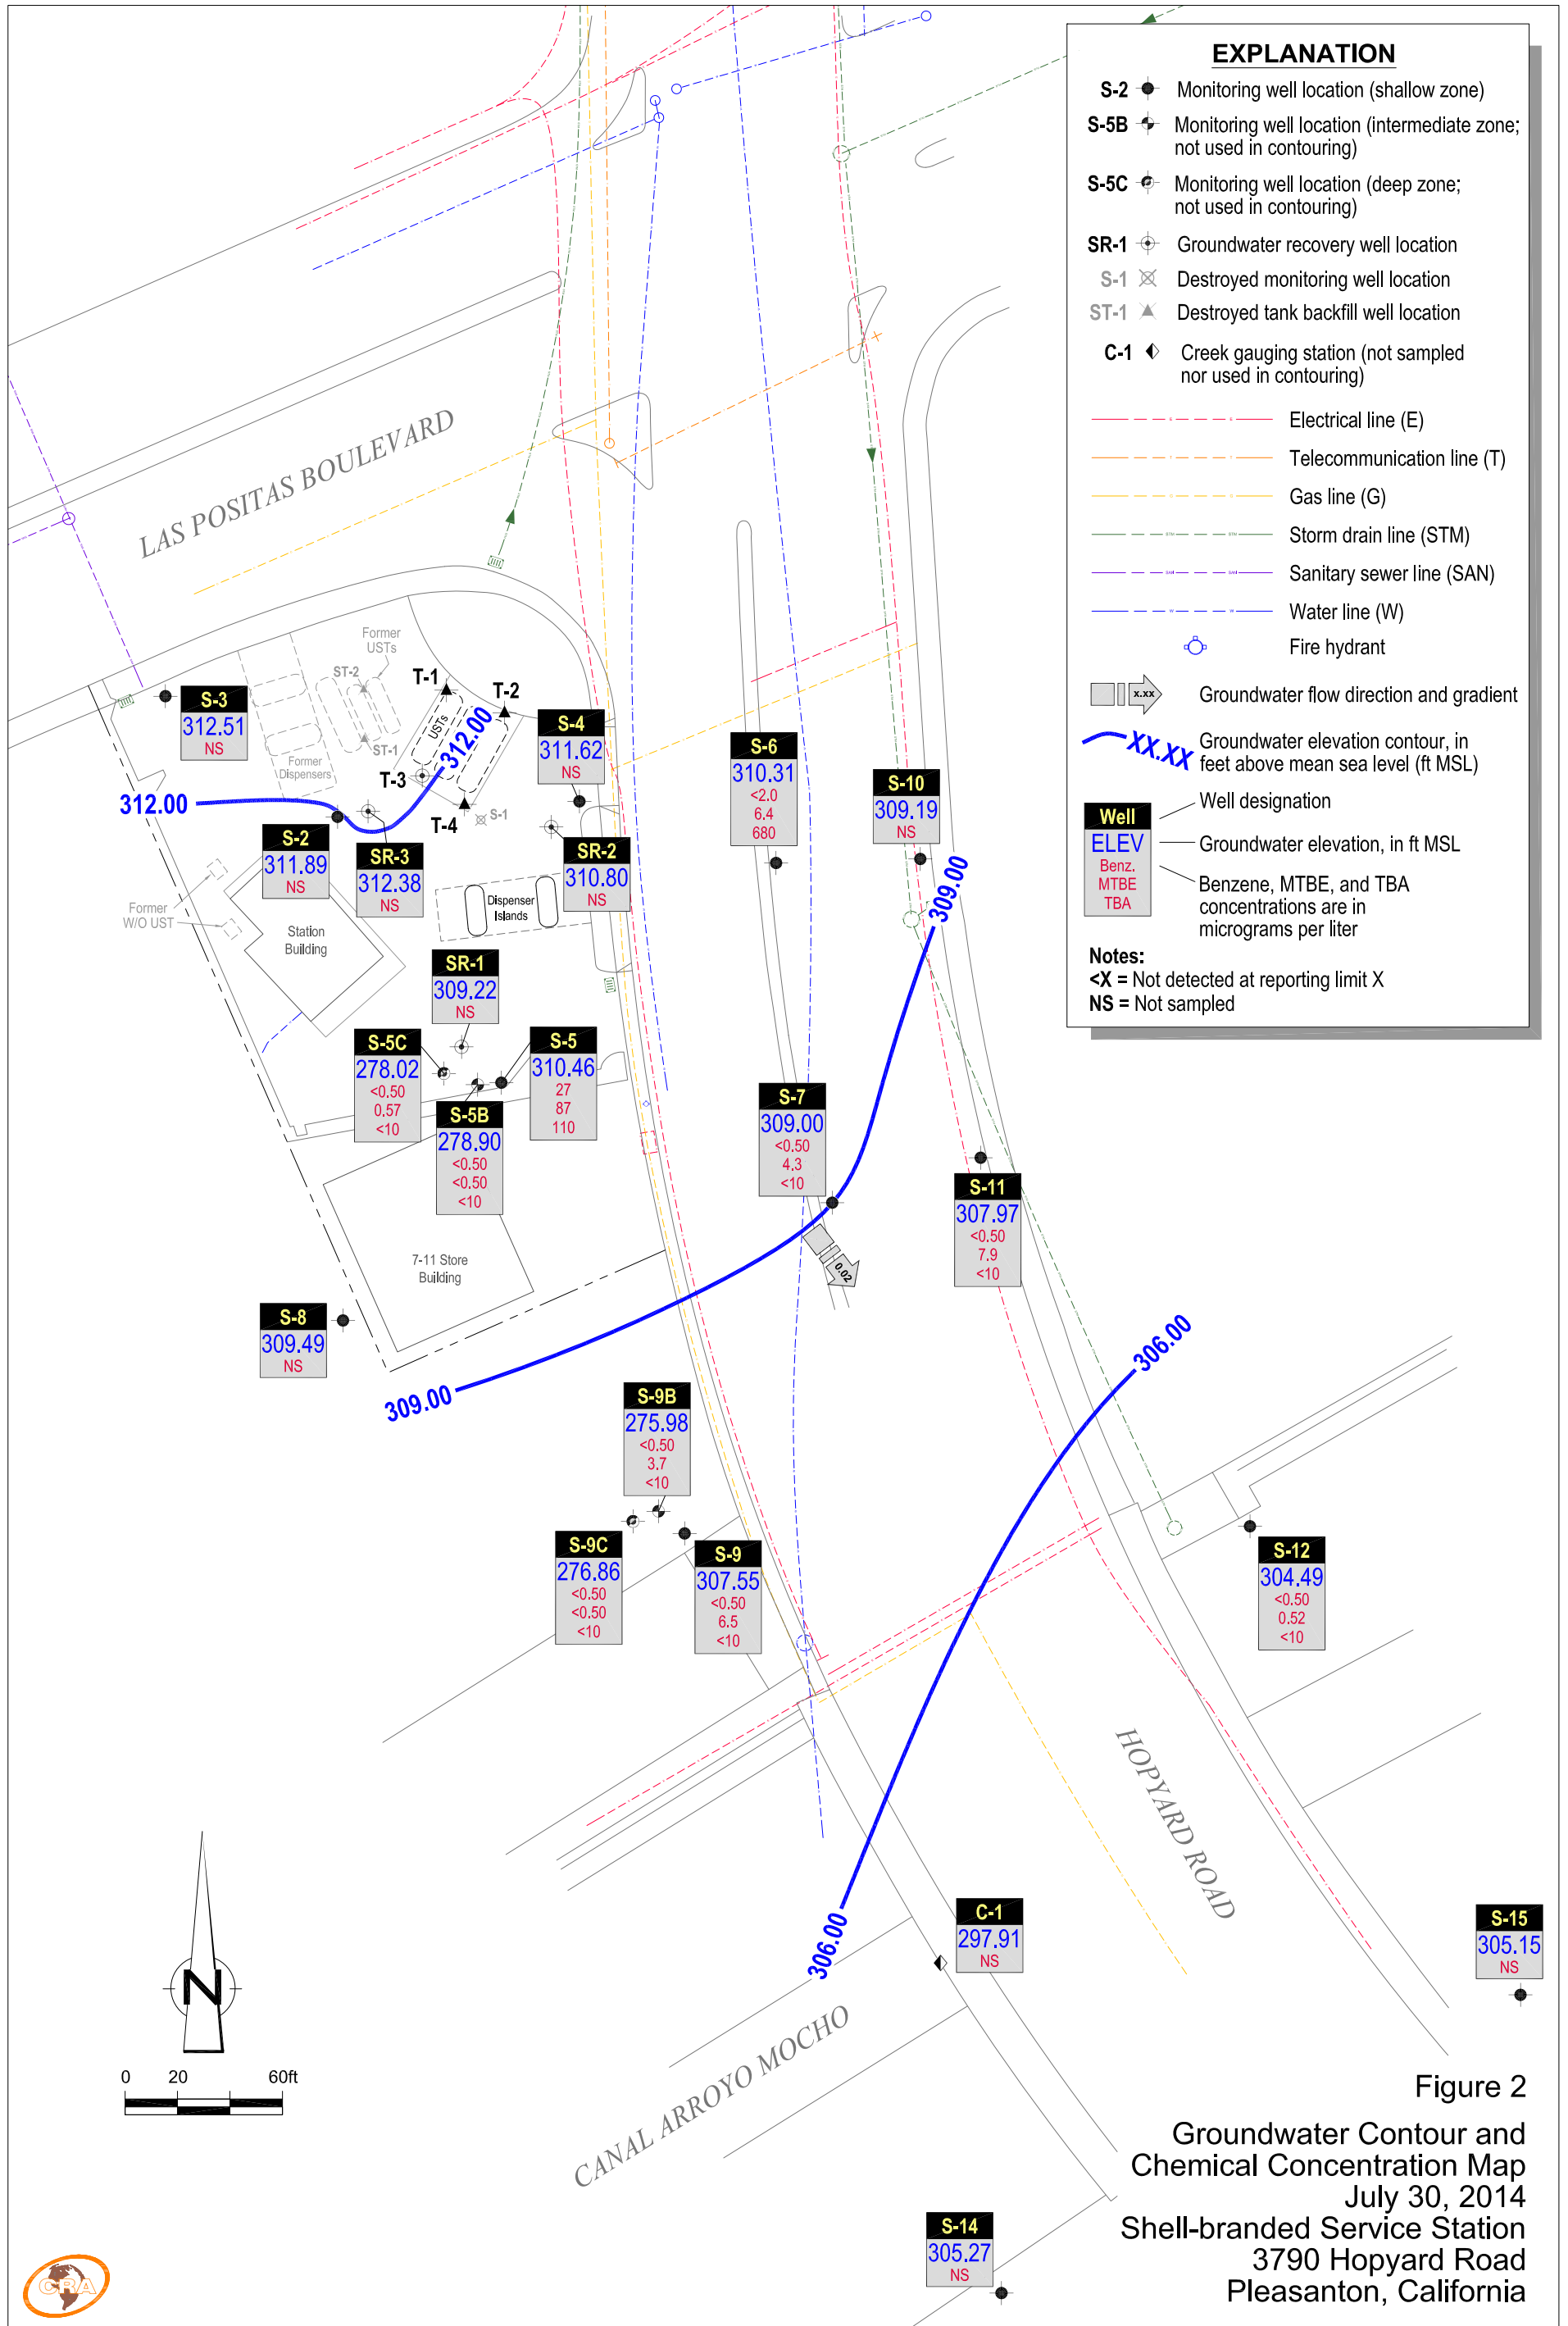 EXPLANATION
S-2 Monitoring well location (shallow zone)
S-5B Monitoring well location (intermediate zone;
not used in contouring)
S-5C Monitoring well location (deep zone;
not used in contouring)
SR-1 Groundwater recovery well location
S-1 Destroyed monitoring well location
ST-1 Destroyed tank backfill well location
C-1 Creek gauging station (not sampled
nor used in contouring)
Electrical line (E)
Telecommunication line (T)
Gas line (G)
Storm drain line (STM)
Sanitary sewer line (SAN)
Water line (W)
Fire hydrant
x.xx Groundwater flow direction and gradient
XX.XX Groundwater elevation contour, in
feet above mean sea level (ft MSL)
Well
ELEV
Benz.
MTBE
TBA
Well designation
Groundwater elevation, in ft MSL
Benzene, MTBE, and TBA
concentrations are in
micrograms per liter
Notes:
<X = Not detected at reporting limit X
NS = Not sampled
LAS POSITAS BOULEVARD
Former
USTs
ST-2
ST-1
Former
Dispensers
T-1
T-2
USTs
T-3
T-4
S-1
312.00
312.00
S-3
312.51
NS
S-4
311.62
NS
S-6
310.31
<2.0
6.4
680
S-10
309.19
NS
S-2
311.89
NS
SR-3
312.38
NS
SR-2
310.80
NS
Former
W/O UST
Station
Building
Dispenser
Islands
309.00
SR-1
309.22
NS
S-5C
278.02
<0.50
0.57
<10
S-5
310.46
27
87
110
S-5B
278.90
<0.50
<0.50
<10
S-7
309.00
<0.50
4.3
<10
S-11
307.97
<0.50
7.9
<10
0.02
7-11 Store
Building
S-8
309.49
NS
309.00
306.00
S-9B
275.98
<0.50
3.7
<10
S-9C
276.86
<0.50
<0.50
<10
S-9
307.55
<0.50
6.5
<10
S-12
304.49
<0.50
0.52
<10
HOPYARD ROAD
306.00
C-1
297.91
NS
S-15
305.15
NS
CANAL ARROYO MOCHO
N
0 20 60ft
S-14
305.27
NS
Figure 2
Groundwater Contour and
Chemical Concentration Map
July 30, 2014
Shell-branded Service Station
3790 Hopyard Road
Pleasanton, California
CRA